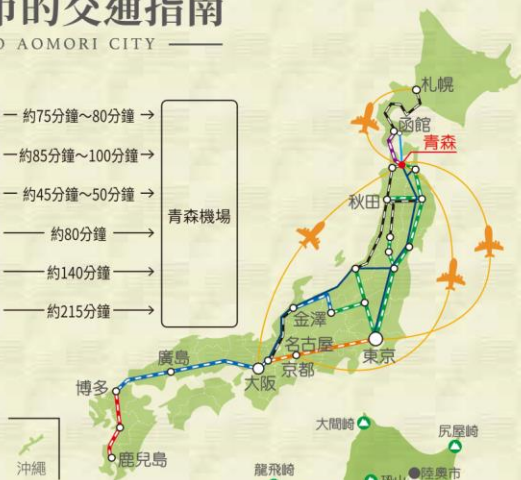 市的交通指南
O AOMORI CITY
約75分鐘～80分鐘
約85分鐘～100分鐘
約45分鐘～50分鐘
約80分鐘
約140分鐘
約215分鐘
青森機場
札幌
函館
青森
秋田
金澤
名古屋
東京
京都
大阪
廣島
博多
鹿兒島
沖繩
大間崎
尻屋崎
龍飛崎
恐山
陸奧市